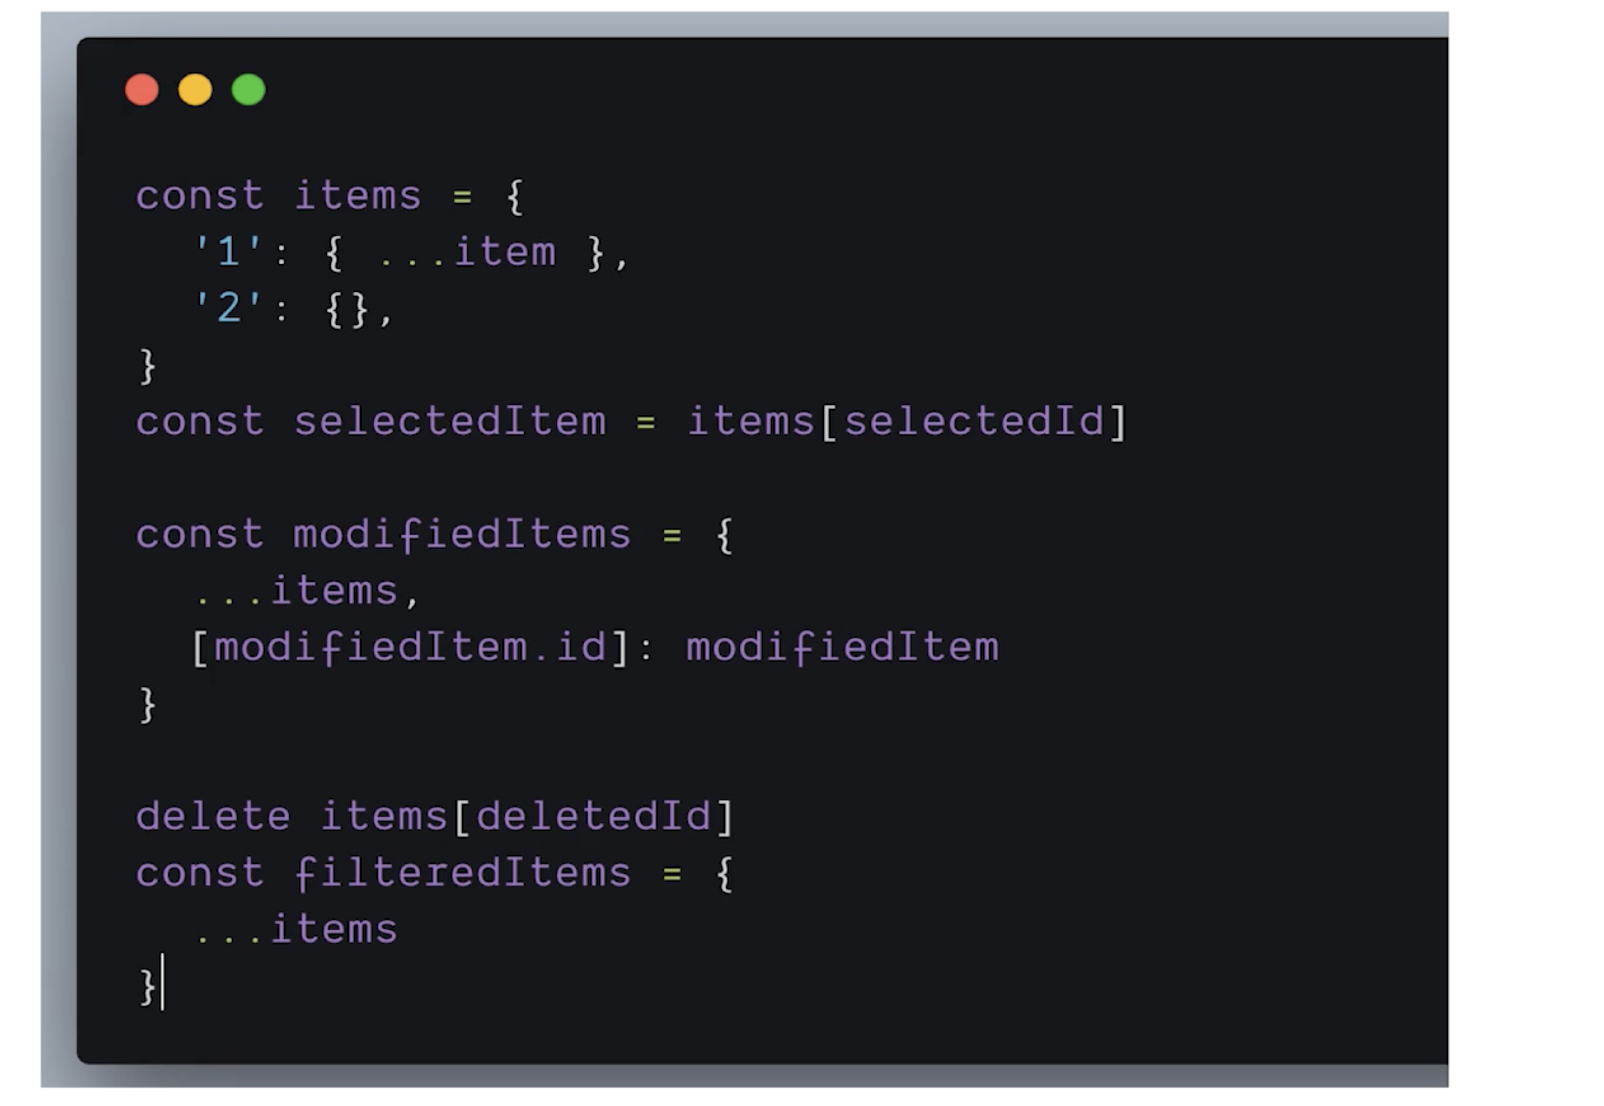 const items = {
  '1': { ...item },
  '2': {},
}
const selectedItem = items[selectedId]
const modifiedItems = {
  ...items,
  [modifiedItem.id]: modifiedItem
}
delete items[deletedId]
const filteredItems = {
  ...items
}